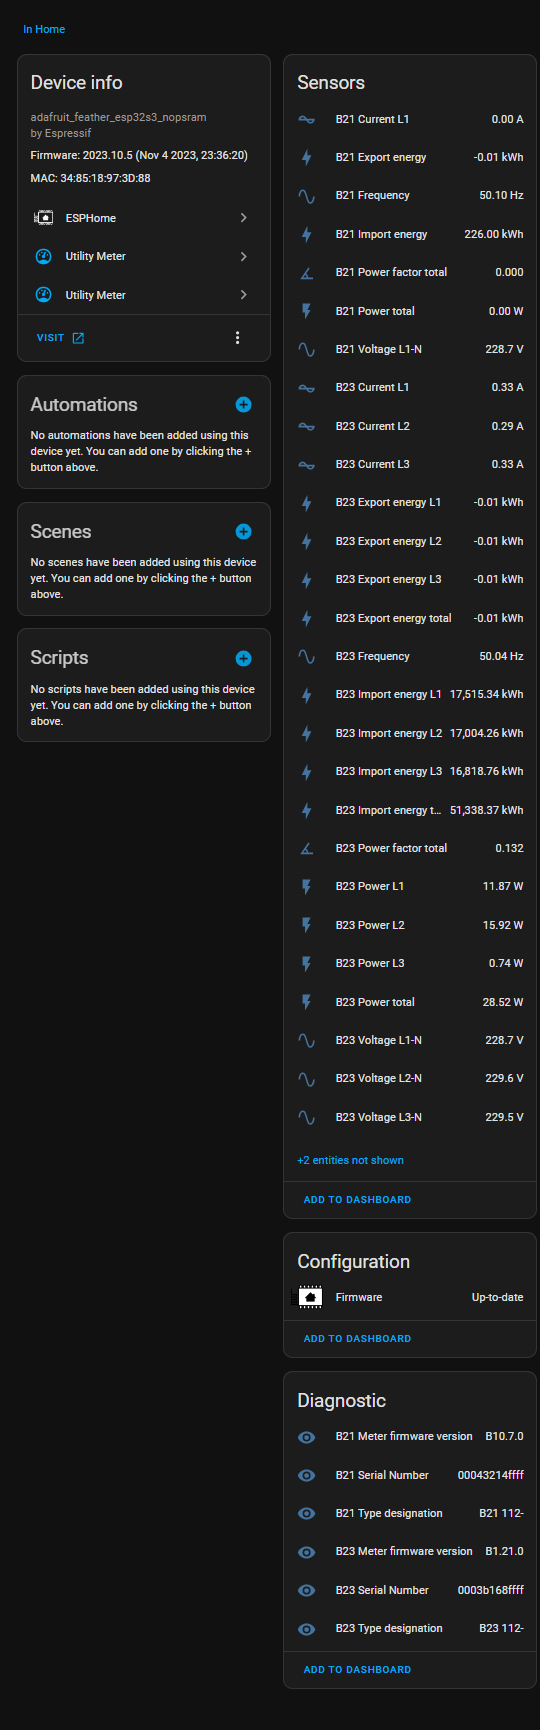 In Home
Device info
adafruit_feather_esp32s3_nopsram
by Espressif
Firmware: 2023.10.5 (Nov 4 2023, 23:36:20)
MAC: 34:85:18:97:3D:88
ESPHome
Utility Meter
Utility Meter
VISIT
Automations
No automations have been added using this
device yet. You can add one by clicking the +
button above.
Scenes
No scenes have been added using this device
yet. You can add one by clicking the + button
above.
Scripts
No scripts have been added using this device
yet. You can add one by clicking the + button
above.
Sensors
B21 Current L1 0.00 A
B21 Export energy -0.01 kWh
B21 Frequency 50.10 Hz
B21 Import energy 226.00 kWh
B21 Power factor total 0.000
B21 Power total 0.00 W
B21 Voltage L1-N 228.7 V
B23 Current L1 0.33 A
B23 Current L2 0.29 A
B23 Current L3 0.33 A
B23 Export energy L1 -0.01 kWh
B23 Export energy L2 -0.01 kWh
B23 Export energy L3 -0.01 kWh
B23 Export energy total -0.01 kWh
B23 Frequency 50.04 Hz
B23 Import energy L1 17,515.34 kWh
B23 Import energy L2 17,004.26 kWh
B23 Import energy L3 16,818.76 kWh
B23 Import energy t... 51,338.37 kWh
B23 Power factor total 0.132
B23 Power L1 11.87 W
B23 Power L2 15.92 W
B23 Power L3 0.74 W
B23 Power total 28.52 W
B23 Voltage L1-N 228.7 V
B23 Voltage L2-N 229.6 V
B23 Voltage L3-N 229.5 V
+2 entities not shown
ADD TO DASHBOARD
Configuration
Firmware Up-to-date
ADD TO DASHBOARD
Diagnostic
B21 Meter firmware version B10.7.0
B21 Serial Number 00043214ffff
B21 Type designation B21 112-
B23 Meter firmware version B1.21.0
B23 Serial Number 0003b168ffff
B23 Type designation B23 112-
ADD TO DASHBOARD